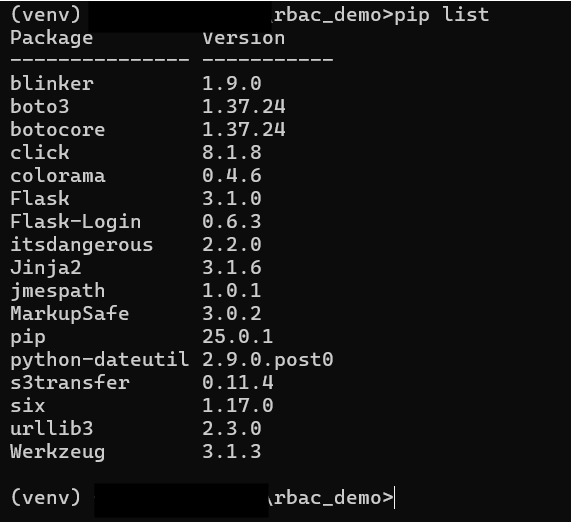 (venv) \rbac_demo>pip list
Package Version
--------------- -----------
blinker 1.9.0
boto3 1.37.24
botocore 1.37.24
click 8.1.8
colorama 0.4.6
Flask 3.1.0
Flask-Login 0.6.3
itsdangerous 2.2.0
Jinja2 3.1.6
jmespath 1.0.1
MarkupSafe 3.0.2
pip 25.0.1
python-dateutil 2.9.0.post0
s3transfer 0.11.4
six 1.17.0
urllib3 2.3.0
Werkzeug 3.1.3
(venv) \rbac_demo>